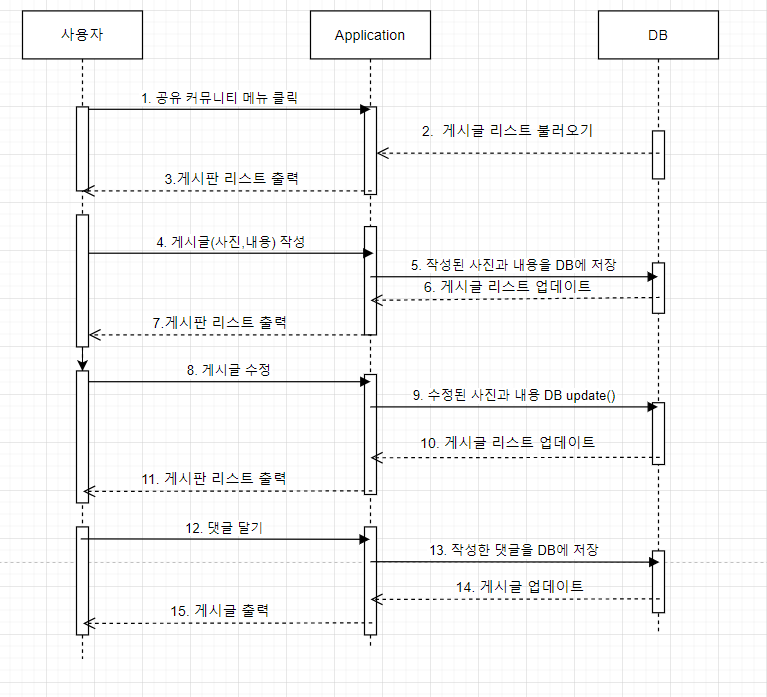 사용자
Application
DB
1. 공유 커뮤니티 메뉴 클릭
2. 게시글 리스트 불러오기
3.게시판 리스트 출력
4. 게시글(사진,내용) 작성
5. 작성된 사진과 내용을 DB에 저장
6. 게시글 리스트 업데이트
7.게시판 리스트 출력
8. 게시글 수정
9. 수정된 사진과 내용 DB update()
10. 게시글 리스트 업데이트
11. 게시판 리스트 출력
12. 댓글 달기
13. 작성한 댓글을 DB에 저장
14. 게시글 업데이트
15. 게시글 출력